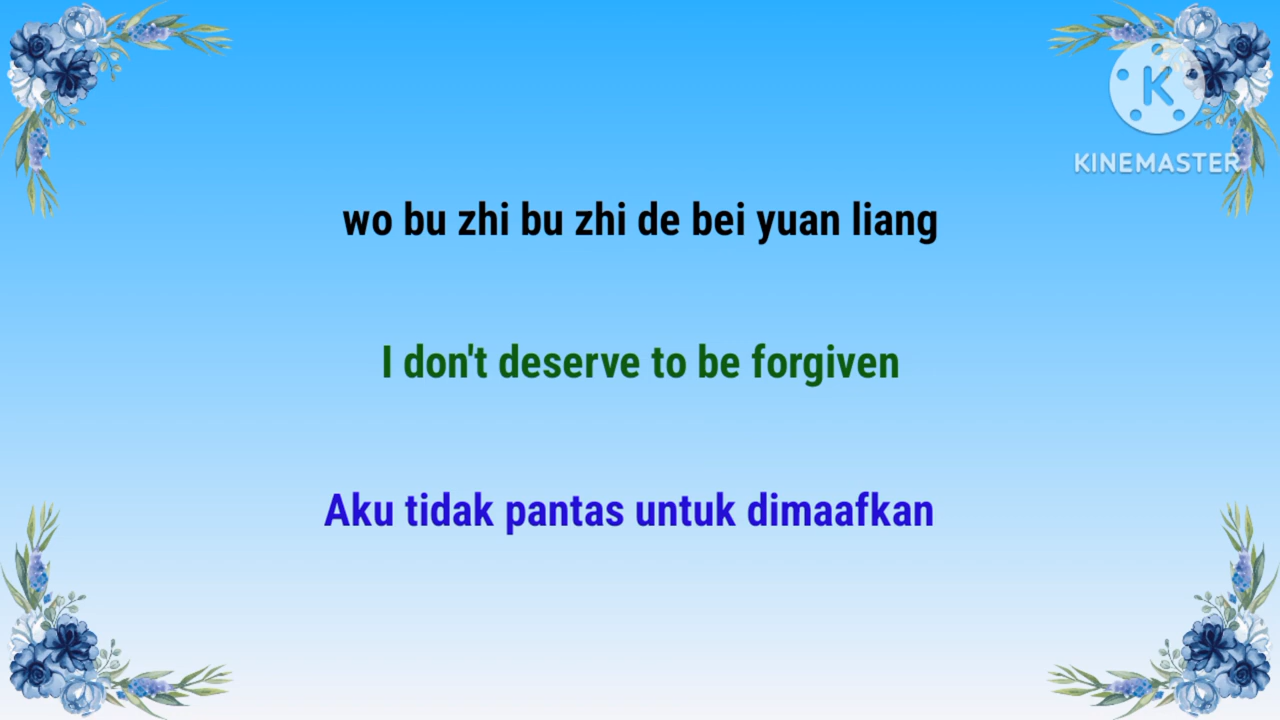 KINEMASTER
wo bu zhi bu zhi de bei yuan liang
I don't deserve to be forgiven
Aku tidak pantas untuk dimaafkan